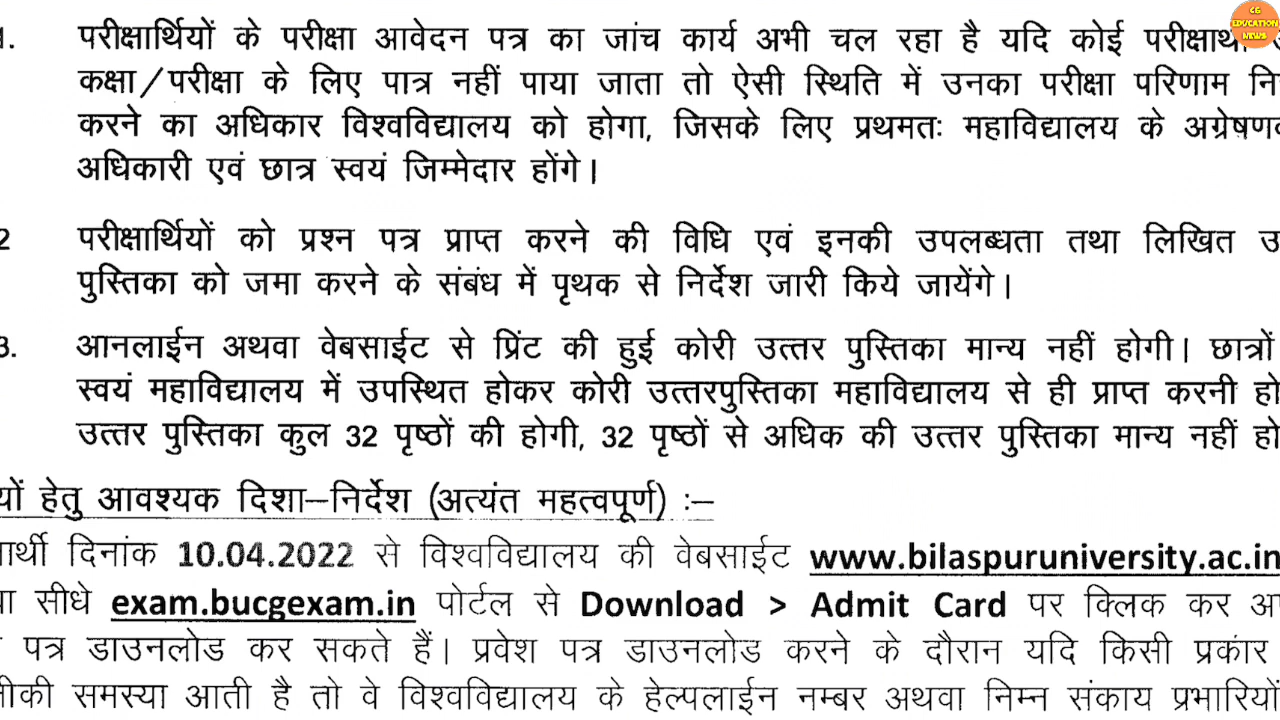 CG
EDUCATION
NEWS
1. परीक्षार्थियों के परीक्षा आवेदन पत्र का जांच कार्य अभी चल रहा है यदि कोई
कक्षा/परीक्षा के लिए पात्र नहीं पाया जाता तो ऐसी स्थिति में उनका परीक्षा परिणाम
करने का अधिकार विश्वविद्यालय को होगा, जिसके लिए प्रथमतः महाविद्यालय के
अधिकारी एवं छात्र स्वयं जिम्मेदार होंगे।
2 परीक्षार्थियों को प्रश्न पत्र प्राप्त करने की विधि एवं इनकी उपलब्धता तथा लिखित
पुस्तिका को जमा करने के संबंध में पृथक से निर्देश जारी किये जायेंगे।
3. आनलाईन अथवा वेबसाईट से प्रिंट की हुई कोरी उत्तर पुस्तिका मान्य नहीं होगी। छात्रों
स्वयं महाविद्यालय में उपस्थित होकर कोरी उत्तरपुस्तिका महाविद्यालय से ही प्राप्त करनी
उत्तर पुस्तिका कुल 32 पृष्ठों की होगी, 32 पृष्ठों से अधिक की उत्तर पुस्तिका मान्य नहीं
हेतु आवश्यक दिशा–निर्देश (अत्यंत महत्वपूर्ण) :–
दिनांक 10.04.2022 से विश्वविद्यालय की वेबसाईट www.bilaspuruniversity.ac.in
सीधे exam.bucgexam.in पोर्टल से Download > Admit Card पर क्लिक कर
पत्र डाउनलोड कर सकते हैं। प्रवेश पत्र डाउनलोड करने के दौरान यदि किसी प्रकार
समस्या आती है तो वे विश्वविद्यालय के हेल्पलाईन नम्बर अथवा निम्न संकाय प्रभारियों